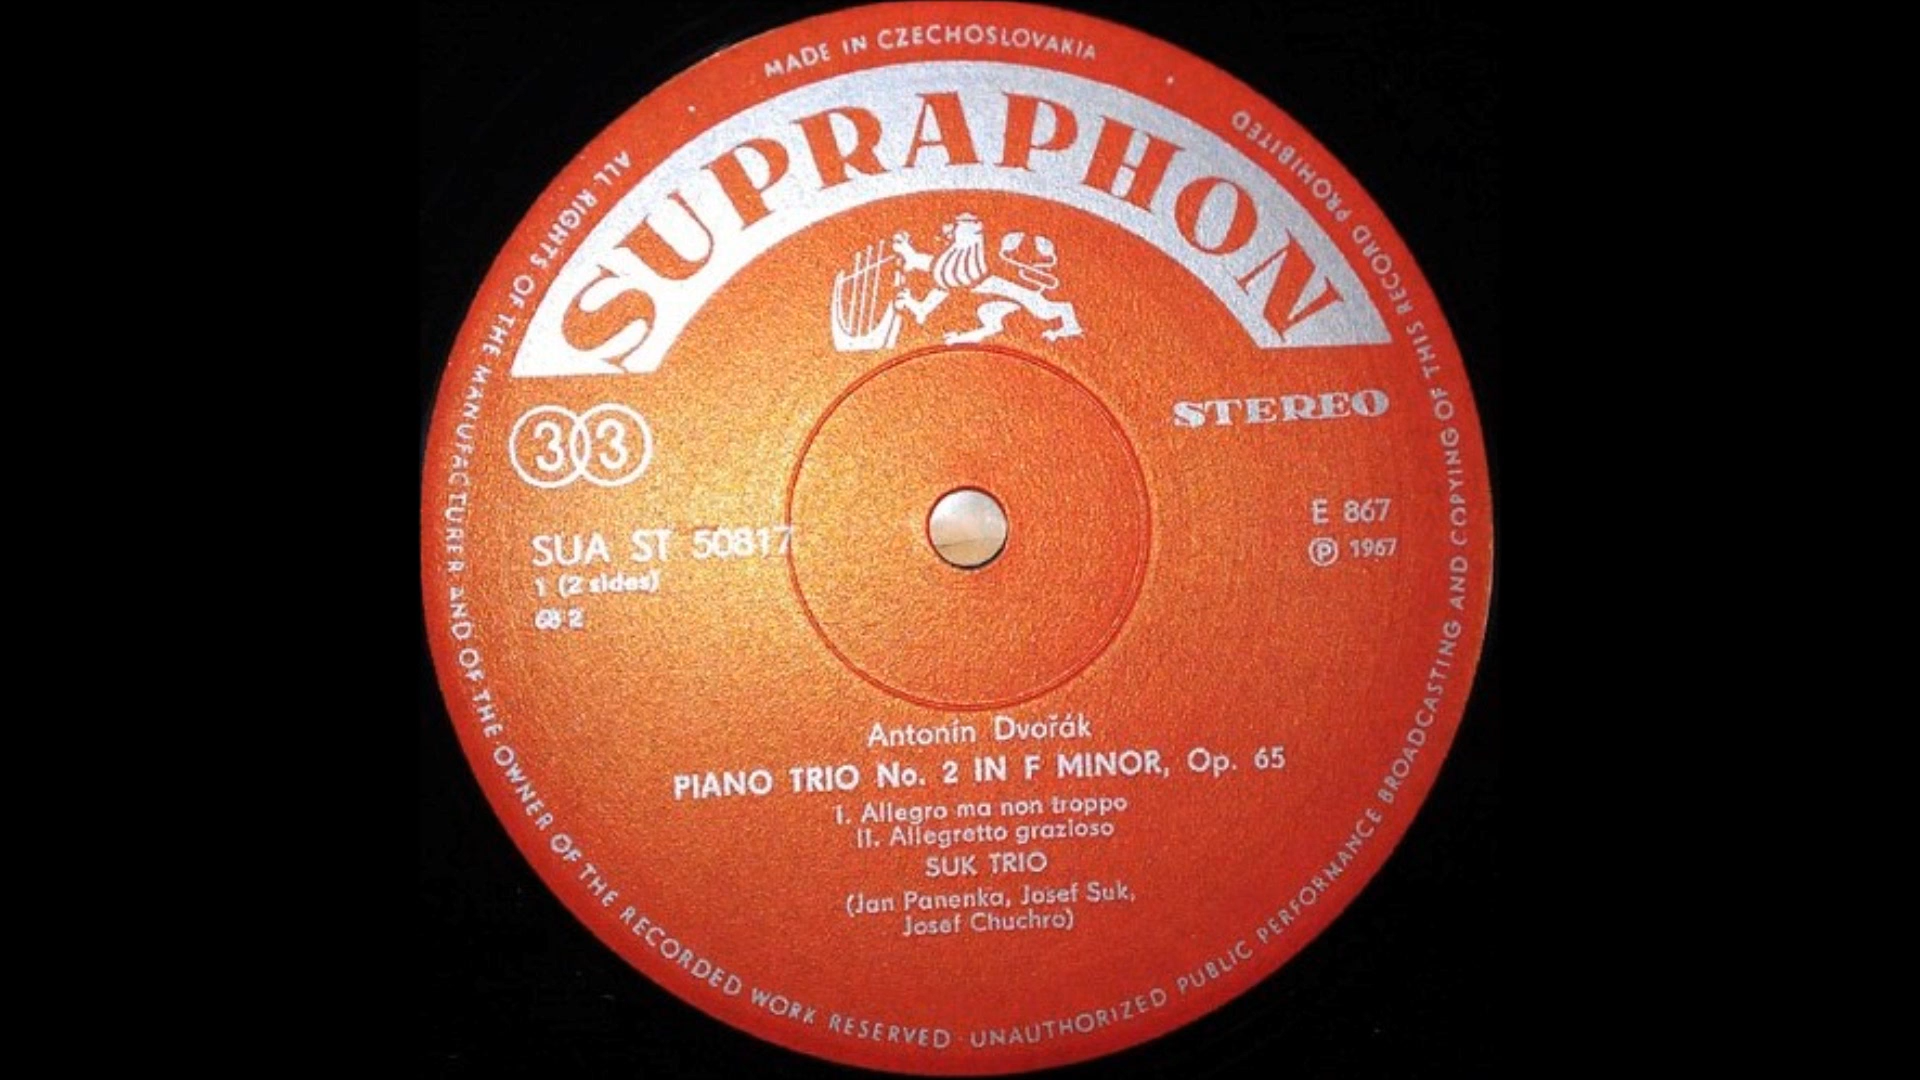 MADE IN CZECHOSLOVAKIA
ALL RIGHTS OF THE MANUFACTURER AND OF THE OWNER OF THE RECORDED WORK RESERVED · UNAUTHORIZED PUBLIC PERFORMANCE BROADCASTING AND COPYING OF THIS RECORD PROHIBITED
SUPRAPHON
33
STEREO
SUA ST 50817
1 (2 sides)
68 2
E 867
Ⓟ 1967
Antonín Dvořák
PIANO TRIO No. 2 IN F MINOR, Op. 65
I. Allegro ma non troppo
II. Allegretto grazioso
SUK TRIO
(Jan Panenka, Josef Suk,
Josef Chuchro)